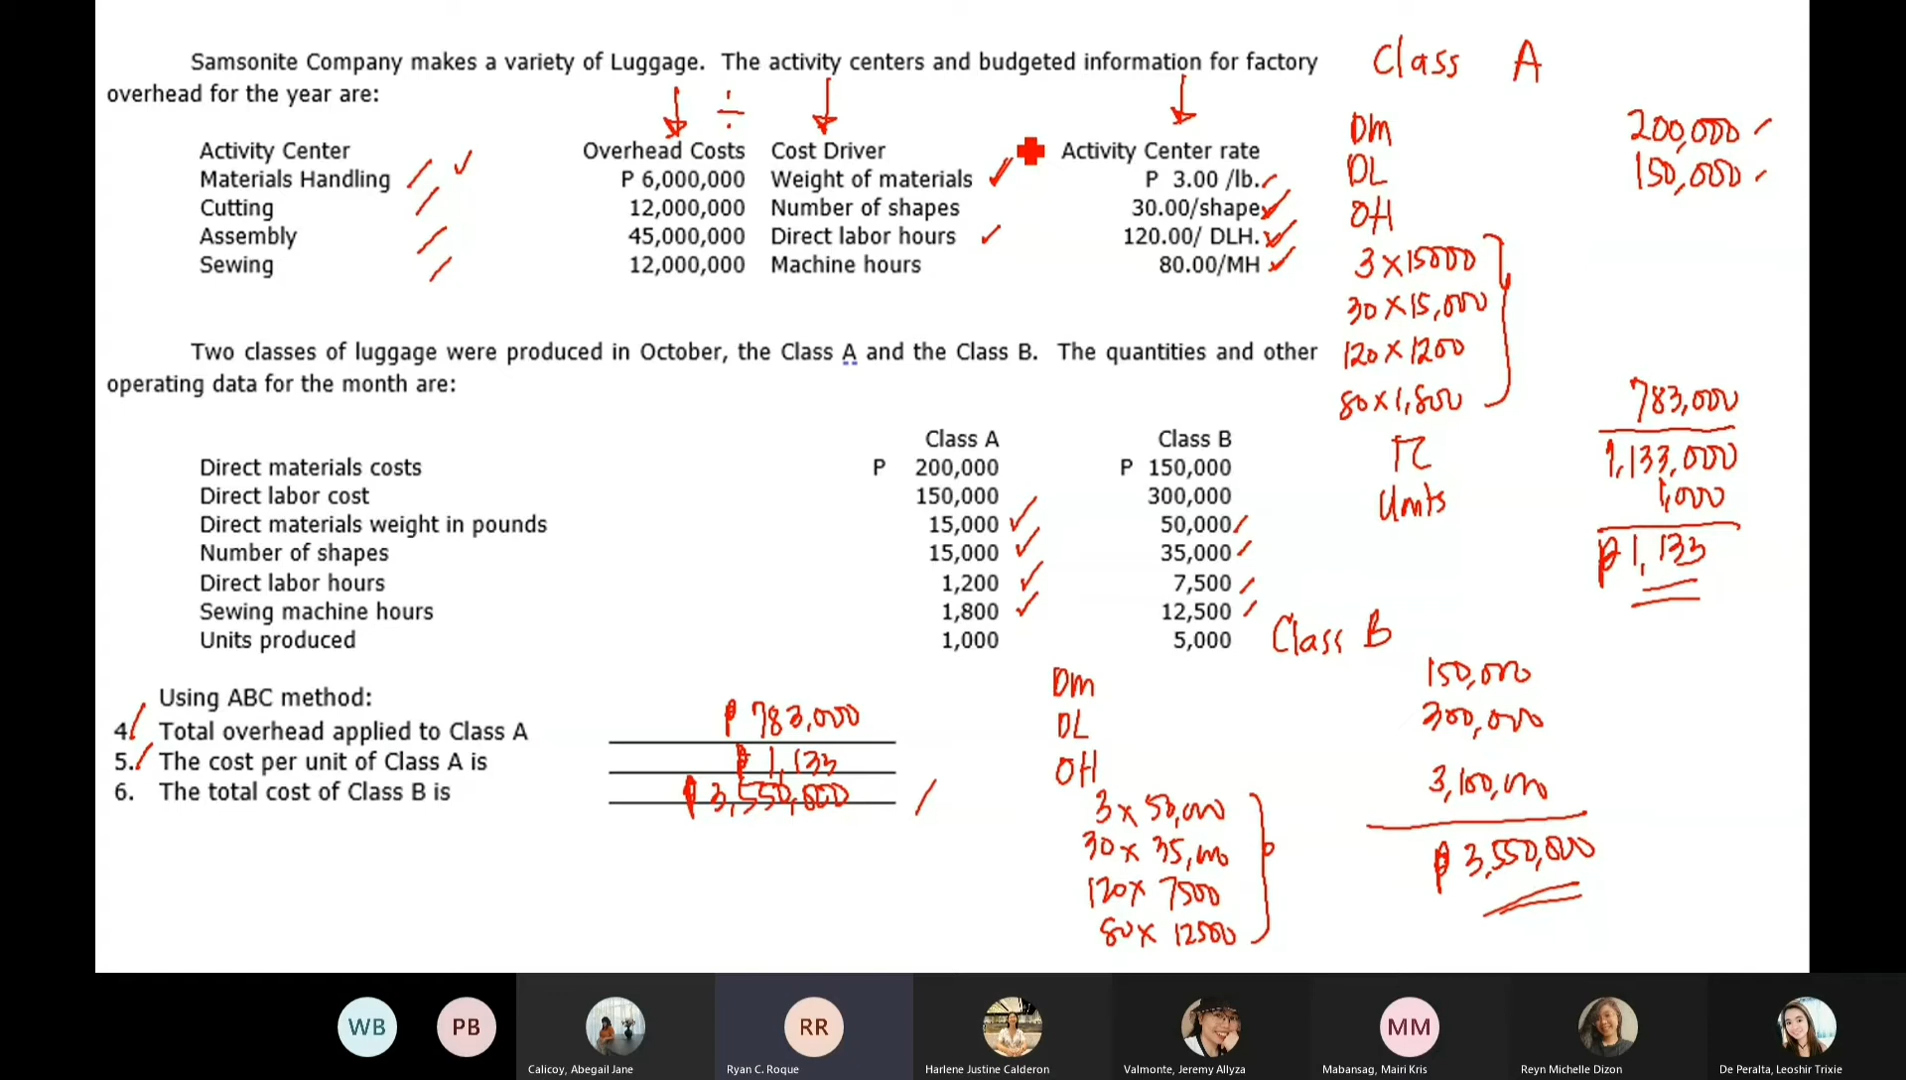 Samsonite Company makes a variety of Luggage. The activity centers and budgeted information for factory
overhead for the year are:
÷
Activity Center Overhead Costs Cost Driver Activity Center rate
Materials Handling P 6,000,000 Weight of materials P 3.00 /lb.
Cutting 12,000,000 Number of shapes 30.00/shape
Assembly 45,000,000 Direct labor hours 120.00/ DLH.
Sewing 12,000,000 Machine hours 80.00/MH
Two classes of luggage were produced in October, the Class A and the Class B. The quantities and other
operating data for the month are:
Class A Class B
Direct materials costs P 200,000 P 150,000
Direct labor cost 150,000 300,000
Direct materials weight in pounds 15,000 50,000
Number of shapes 15,000 35,000
Direct labor hours 1,200 7,500
Sewing machine hours 1,800 12,500
Units produced 1,000 5,000
Using ABC method:
4. Total overhead applied to Class A ₱ 783,000
5. The cost per unit of Class A is ₱ 1,133
6. The total cost of Class B is ₱ 3,550,000
Class A
DM 200,000
DL 150,000
OH
3 x 15000
30 x 15,000
120 x 1200
80 x 1,800 783,000
TC 1,133,000
Units 1,000
₱ 1,133
Class B
DM 150,000
DL 300,000
OH 3,100,000
3 x 50,000
30 x 35,000
120 x 7500
80 x 12500
₱ 3,550,000
WB
PB
Calicoy, Abegail Jane
RR
Ryan C. Roque
Harlene Justine Calderon
Valmonte, Jeremy Allyza
MM
Mabansag, Mairi Kris
Reyn Michelle Dizon
De Peralta, Leoshir Trixie